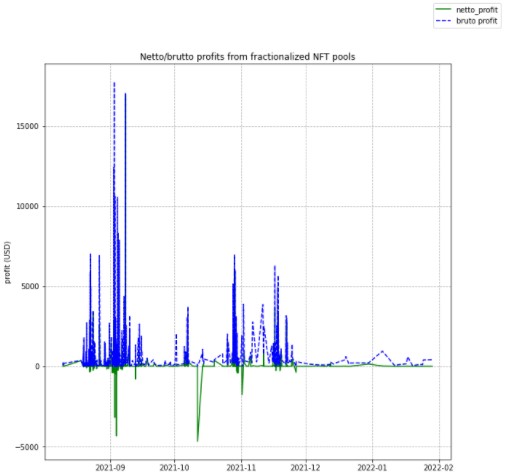 netto_profit
bruto profit
Netto/brutto profits from fractionalized NFT pools
15000
10000
5000
0
−5000
profit (USD)
2021-09 2021-10 2021-11 2021-12 2022-01 2022-02